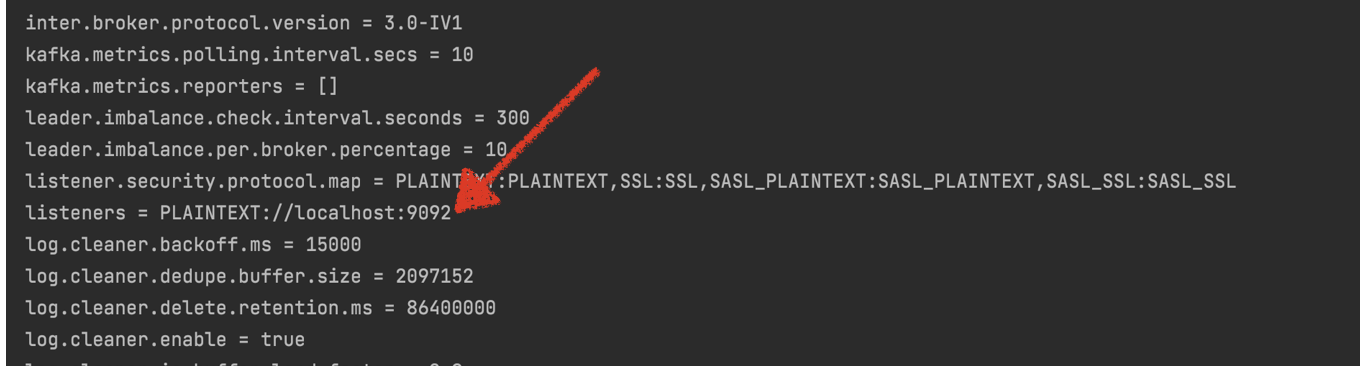 inter.broker.protocol.version = 3.0-IV1
kafka.metrics.polling.interval.secs = 10
kafka.metrics.reporters = []
leader.imbalance.check.interval.seconds = 300
leader.imbalance.per.broker.percentage = 10
listener.security.protocol.map = PLAINTEXT:PLAINTEXT,SSL:SSL,SASL_PLAINTEXT:SASL_PLAINTEXT,SASL_SSL:SASL_SSL
listeners = PLAINTEXT://localhost:9092
log.cleaner.backoff.ms = 15000
log.cleaner.dedupe.buffer.size = 2097152
log.cleaner.delete.retention.ms = 86400000
log.cleaner.enable = true